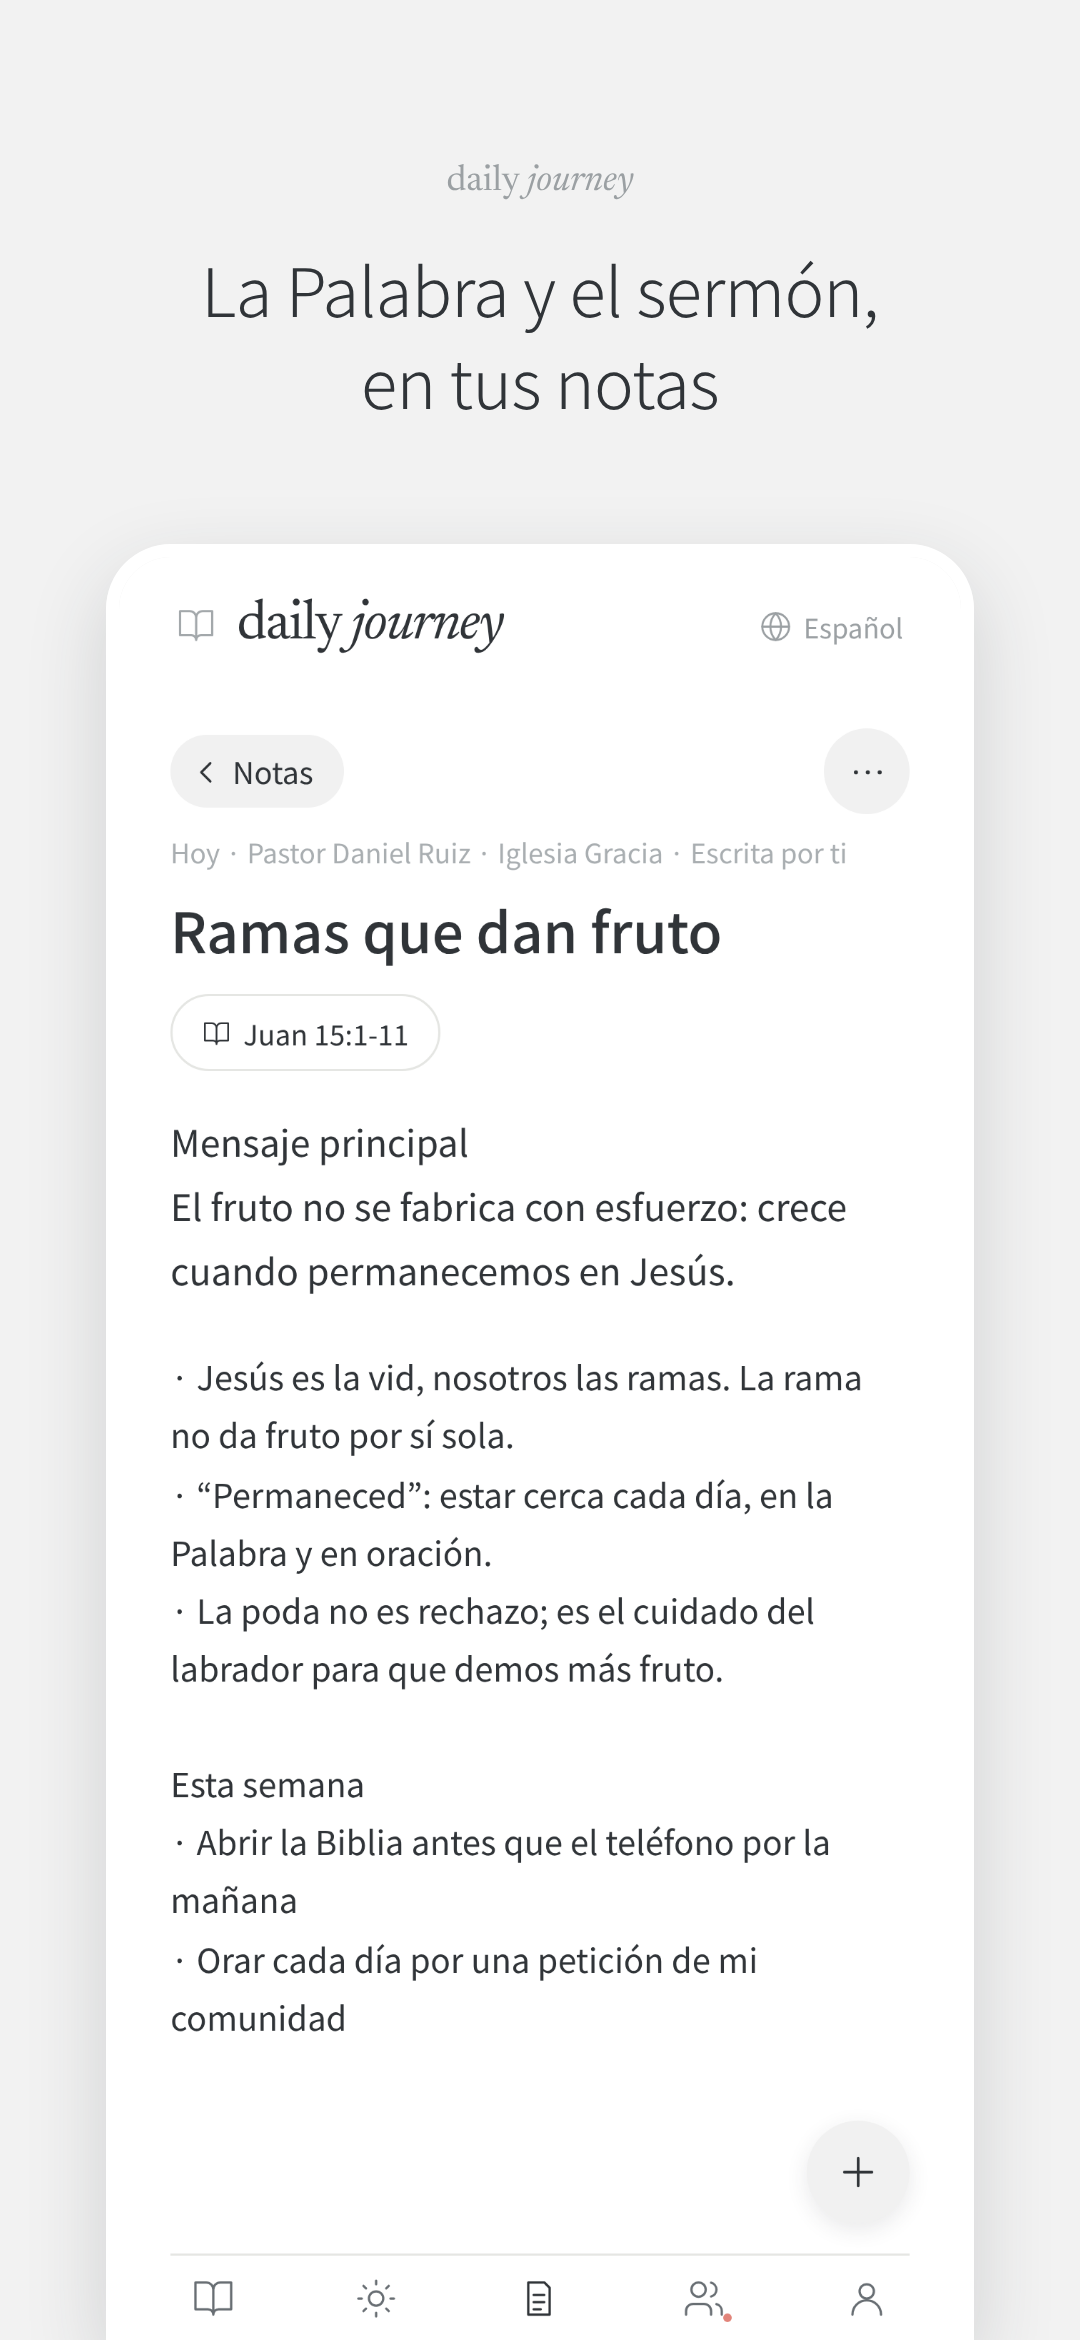 daily journey
La Palabra y el sermón,
en tus notas
daily journey
Español
Notas
Hoy · Pastor Daniel Ruiz · Iglesia Gracia · Escrita por ti
Ramas que dan fruto
Juan 15:1-11
Mensaje principal
El fruto no se fabrica con esfuerzo: crece
cuando permanecemos en Jesús.
· Jesús es la vid, nosotros las ramas. La rama
no da fruto por sí sola.
· “Permaneced”: estar cerca cada día, en la
Palabra y en oración.
· La poda no es rechazo; es el cuidado del
labrador para que demos más fruto.
Esta semana
· Abrir la Biblia antes que el teléfono por la
mañana
· Orar cada día por una petición de mi
comunidad